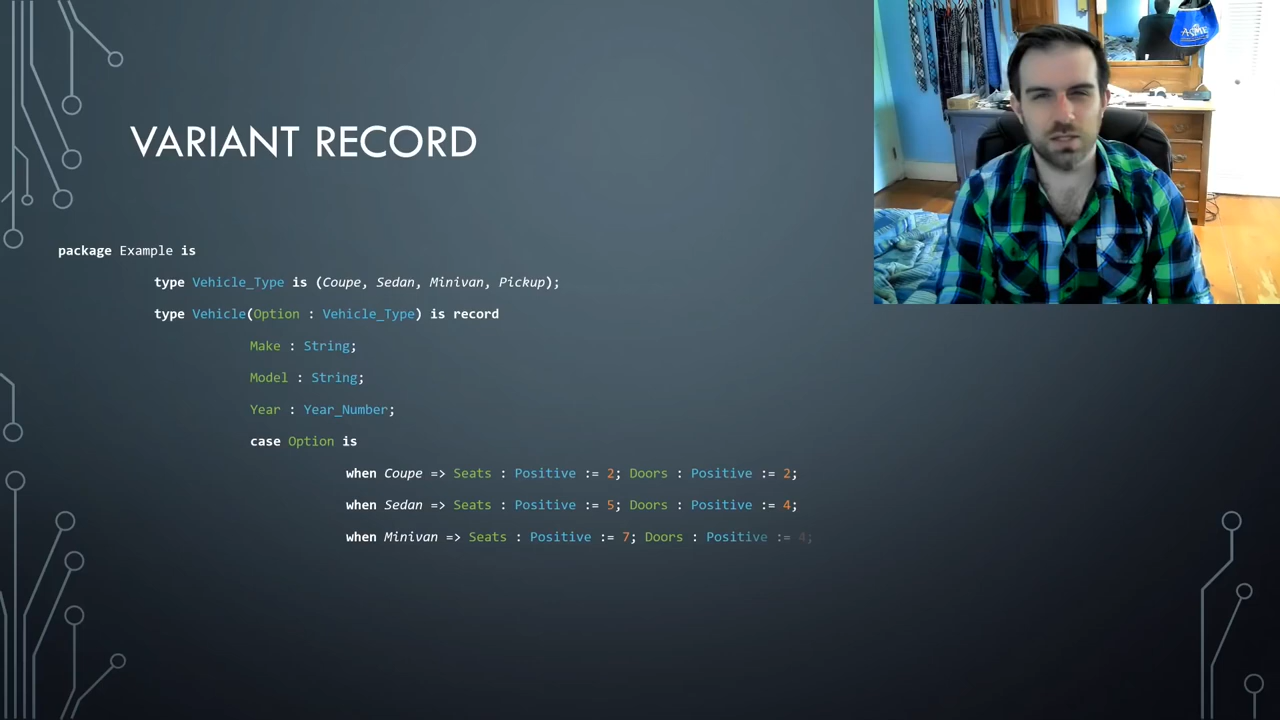 VARIANT RECORD
package Example is
type Vehicle_Type is (Coupe, Sedan, Minivan, Pickup);
type Vehicle(Option : Vehicle_Type) is record
Make : String;
Model : String;
Year : Year_Number;
case Option is
when Coupe => Seats : Positive := 2; Doors : Positive := 2;
when Sedan => Seats : Positive := 5; Doors : Positive := 4;
when Minivan => Seats : Positive := 7; Doors : Positive := 4;
ACME